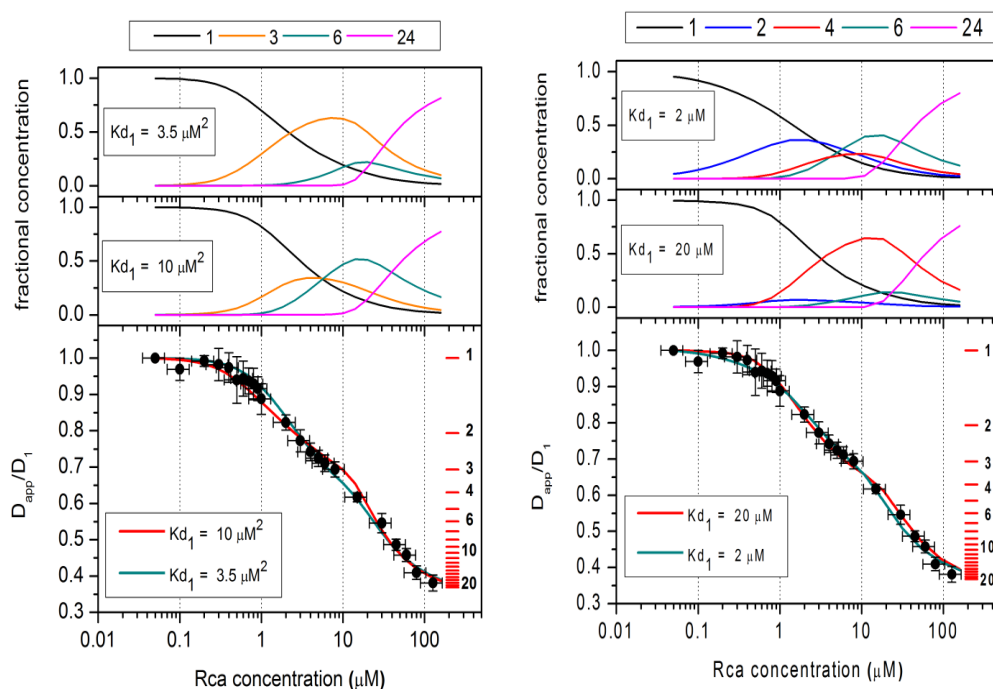 1 3 6 24
1.0
0.5
0.0
Kd1 = 3.5 μM²
1.0
0.5
0.0
Kd1 = 10 μM²
fractional concentration
1.0
0.9
0.8
0.7
0.6
0.5
0.4
0.3
Dapp/D1
1
2
3
4
6
10
20
Kd1 = 10 μM²
Kd1 = 3.5 μM²
0.01 0.1 1 10 100
Rca concentration (μM)
1 2 4 6 24
1.0
0.5
0.0
Kd1 = 2 μM
1.0
0.5
0.0
Kd1 = 20 μM
fractional concentration
1.0
0.9
0.8
0.7
0.6
0.5
0.4
0.3
Dapp/D1
1
2
3
4
6
10
20
Kd1 = 20 μM
Kd1 = 2 μM
0.01 0.1 1 10 100
Rca concentration (μM)